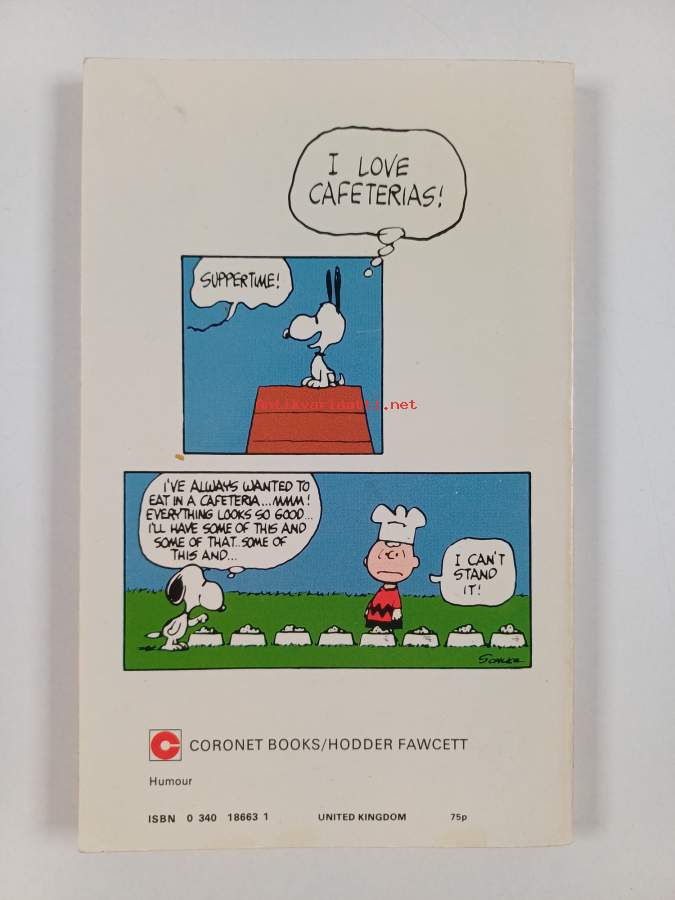 I LOVE
CAFETERIAS!
SUPPERTIME!
antikvariaatti.net
I'VE ALWAYS WANTED TO
EAT IN A CAFETERIA...MMM!
EVERYTHING LOOKS SO GOOD...
I'LL HAVE SOME OF THIS AND
SOME OF THAT. SOME OF
THIS AND...
I CAN'T
STAND
IT!
SCHULZ
CORONET BOOKS/HODDER FAWCETT
Humour
ISBN 0 340 18663 1 UNITED KINGDOM 75p